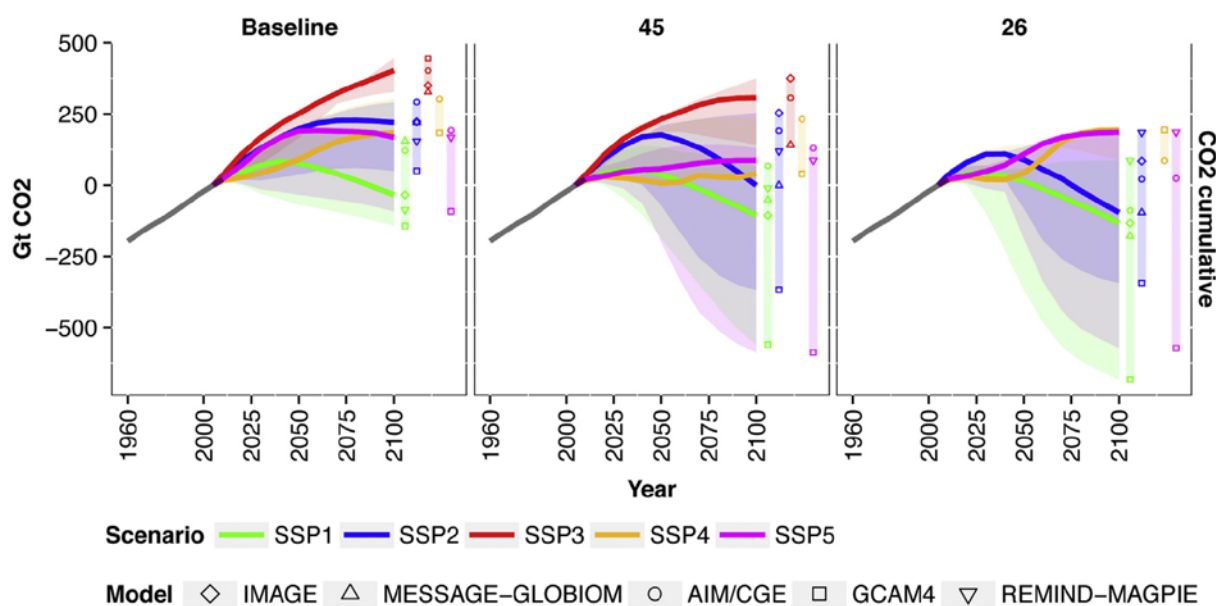 Baseline 45 26
500
250
0
−250
−500
Gt CO2
CO2 cumulative
1960 2000 2025 2050 2075 2100 1960 2000 2025 2050 2075 2100 1960 2000 2025 2050 2075 2100
Year
Scenario SSP1 SSP2 SSP3 SSP4 SSP5
Model IMAGE MESSAGE−GLOBIOM AIM/CGE GCAM4 REMIND−MAGPIE